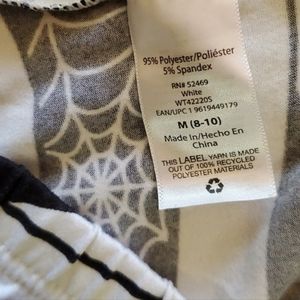 95% Polyester/Poliéster
5% Spandex
RN# 52469
White
WT42220S
EAN/UPC 1 9619449179
M (8-10)
Made in/Hecho En
China
THIS LABEL YARN IS MADE
OUT OF 100% RECYCLED
POLYESTER MATERIALS